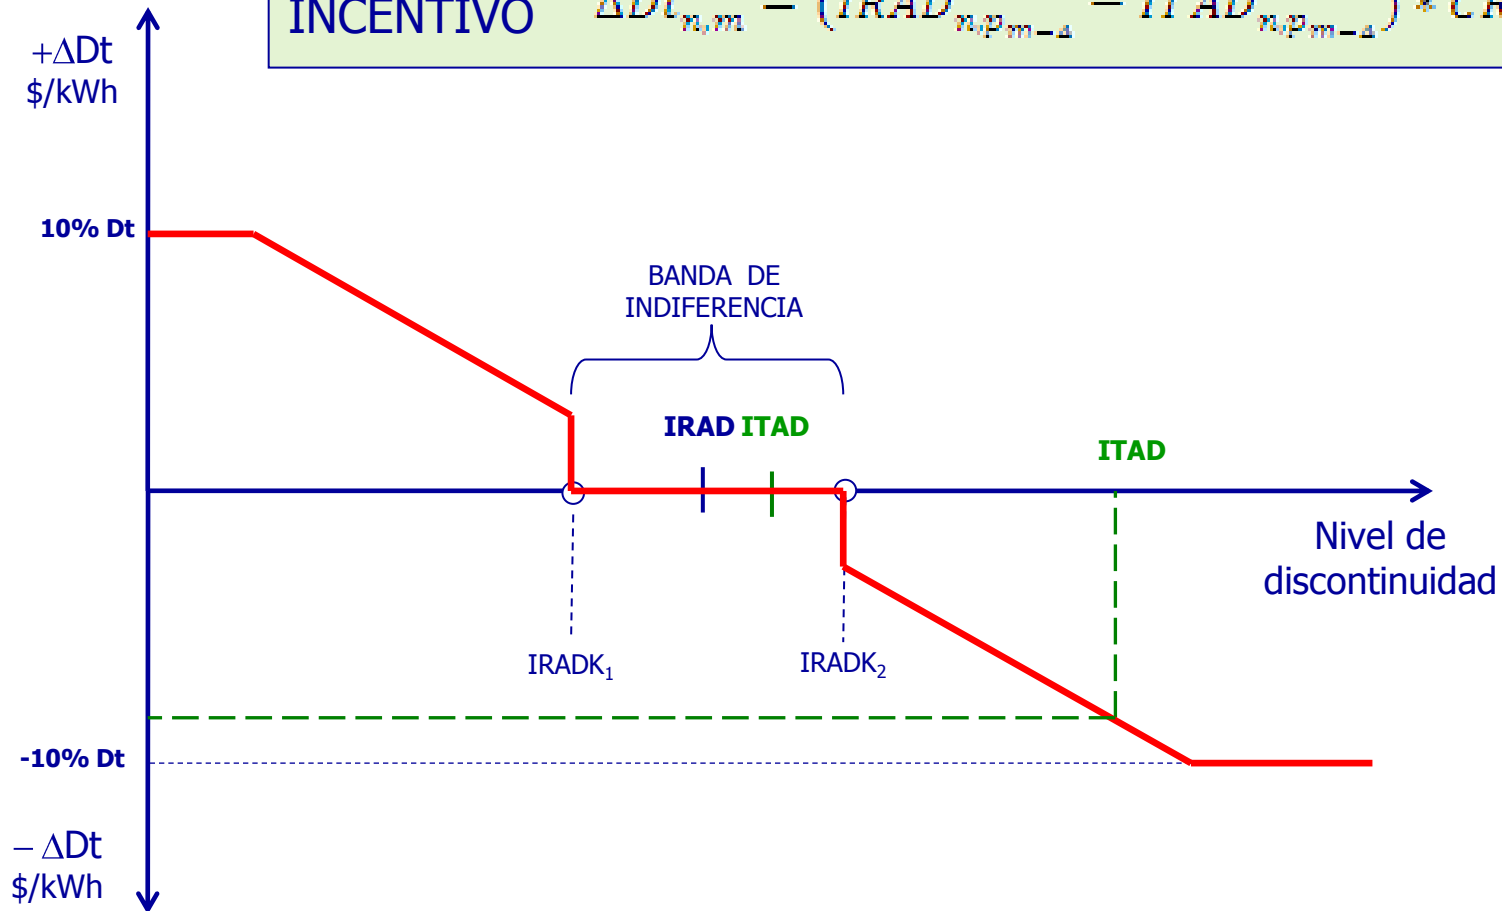 INCENTIVO
+ΔDt
$/kWh
10% Dt
BANDA DE
INDIFERENCIA
IRAD ITAD
ITAD
Nivel de
discontinuidad
IRADK₁
IRADK₂
-10% Dt
– ΔDt
$/kWh